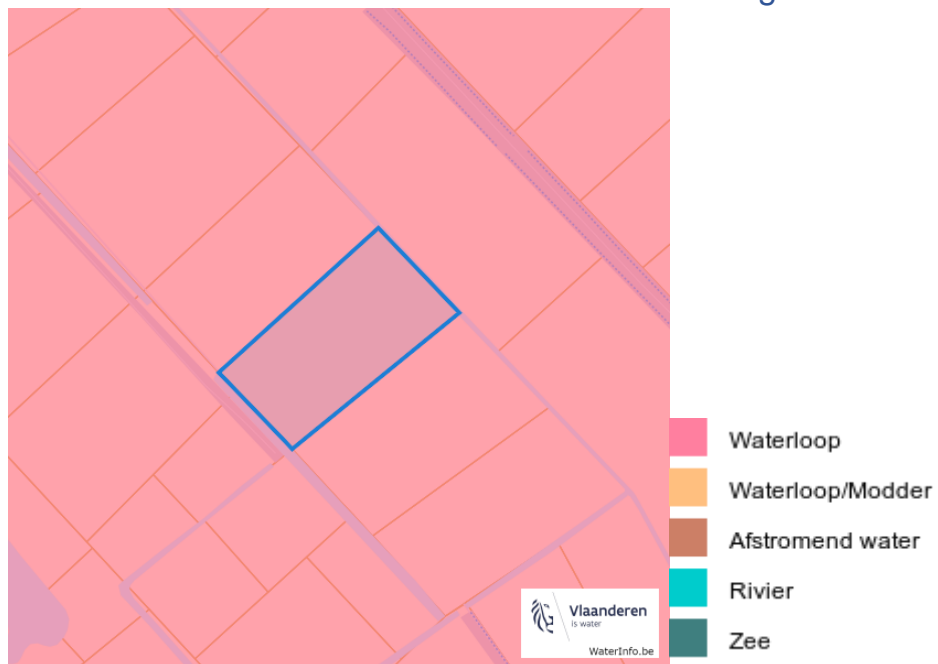 g
Waterloop
Waterloop/Modder
Afstromend water
Rivier
Zee
Vlaanderen
is water
WaterInfo.be